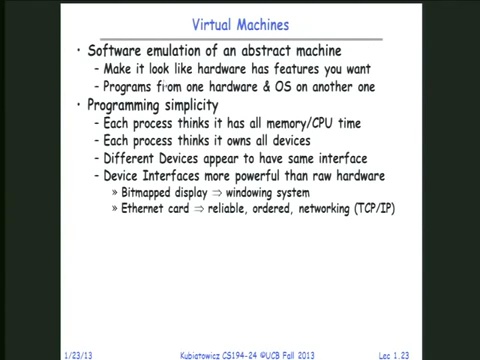 Virtual Machines
• Software emulation of an abstract machine
– Make it look like hardware has features you want
– Programs from one hardware & OS on another one
• Programming simplicity
– Each process thinks it has all memory/CPU time
– Each process thinks it owns all devices
– Different Devices appear to have same interface
– Device Interfaces more powerful than raw hardware
» Bitmapped display ⇒ windowing system
» Ethernet card ⇒ reliable, ordered, networking (TCP/IP)
1/23/13 Kubiatowicz CS194-24 ©UCB Fall 2013 Lec 1.23